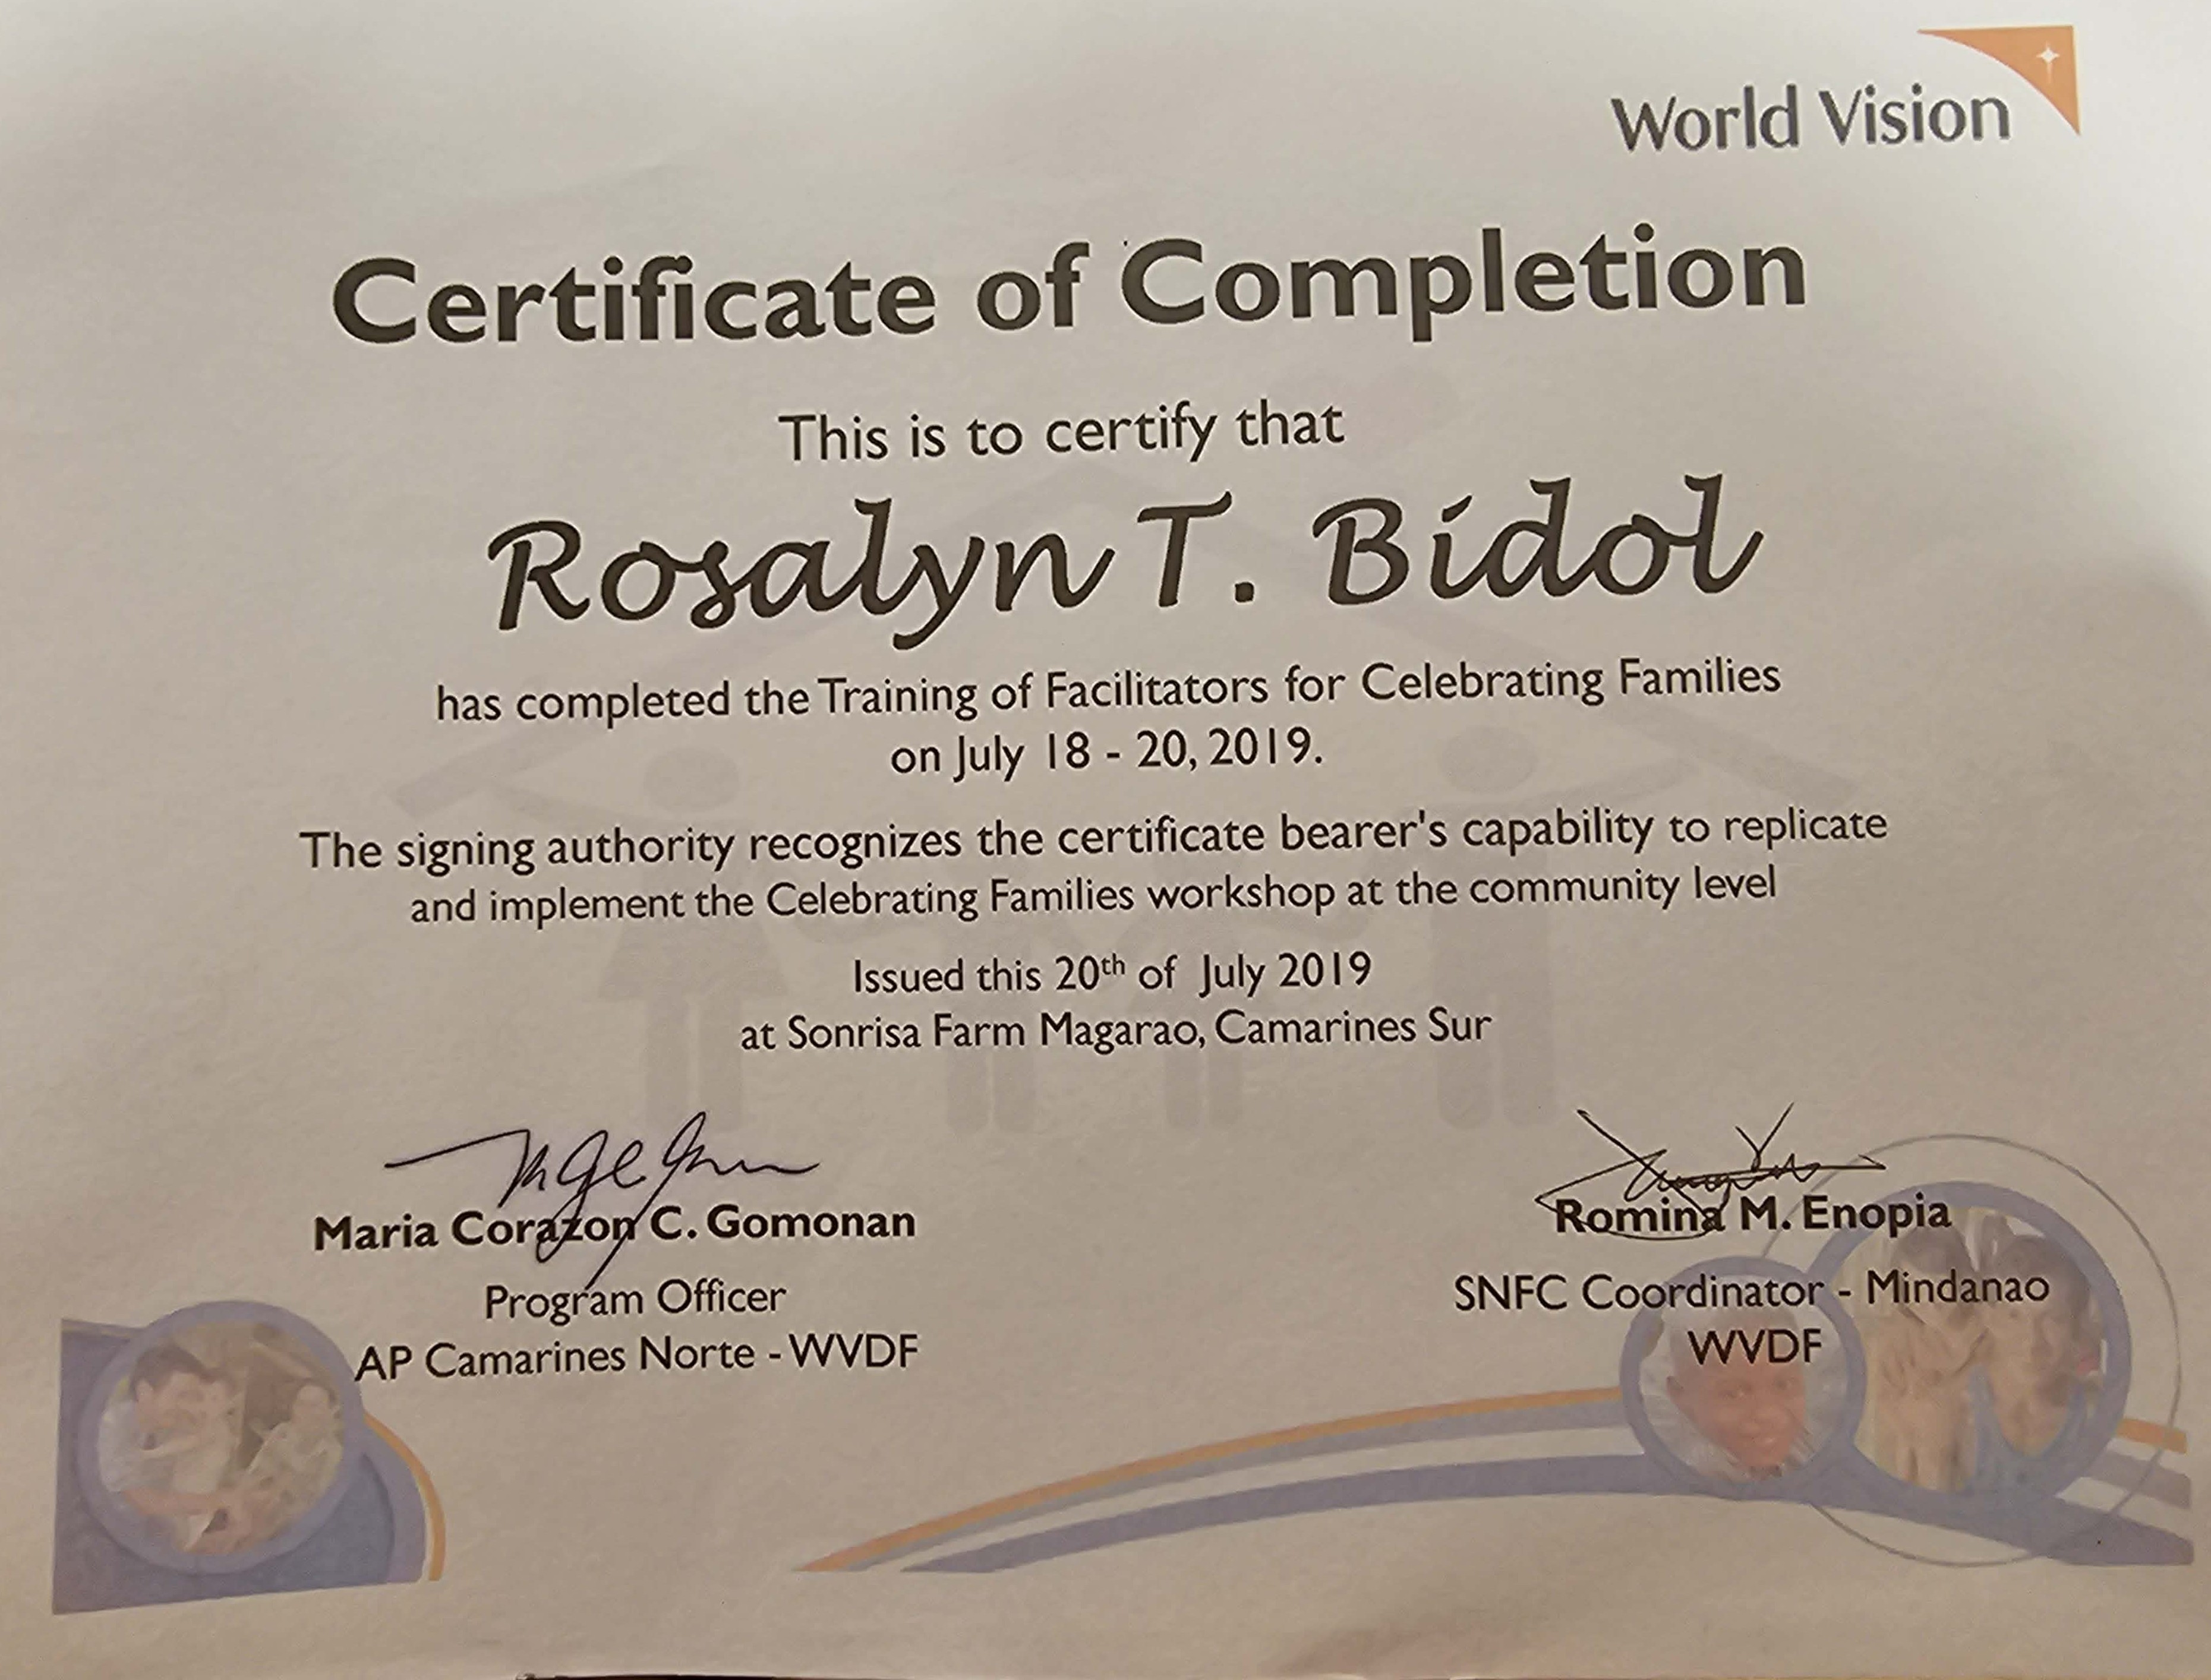 World Vision
Certificate of Completion
This is to certify that
Rosalyn T. Bidol
has completed the Training of Facilitators for Celebrating Families
on July 18 - 20, 2019.
The signing authority recognizes the certificate bearer's capability to replicate
and implement the Celebrating Families workshop at the community level
Issued this 20th of July 2019
at Sonrisa Farm Magarao, Camarines Sur
Maria Corazon C. Gomonan
Program Officer
AP Camarines Norte - WVDF
Romina M. Enopia
SNFC Coordinator - Mindanao
WVDF